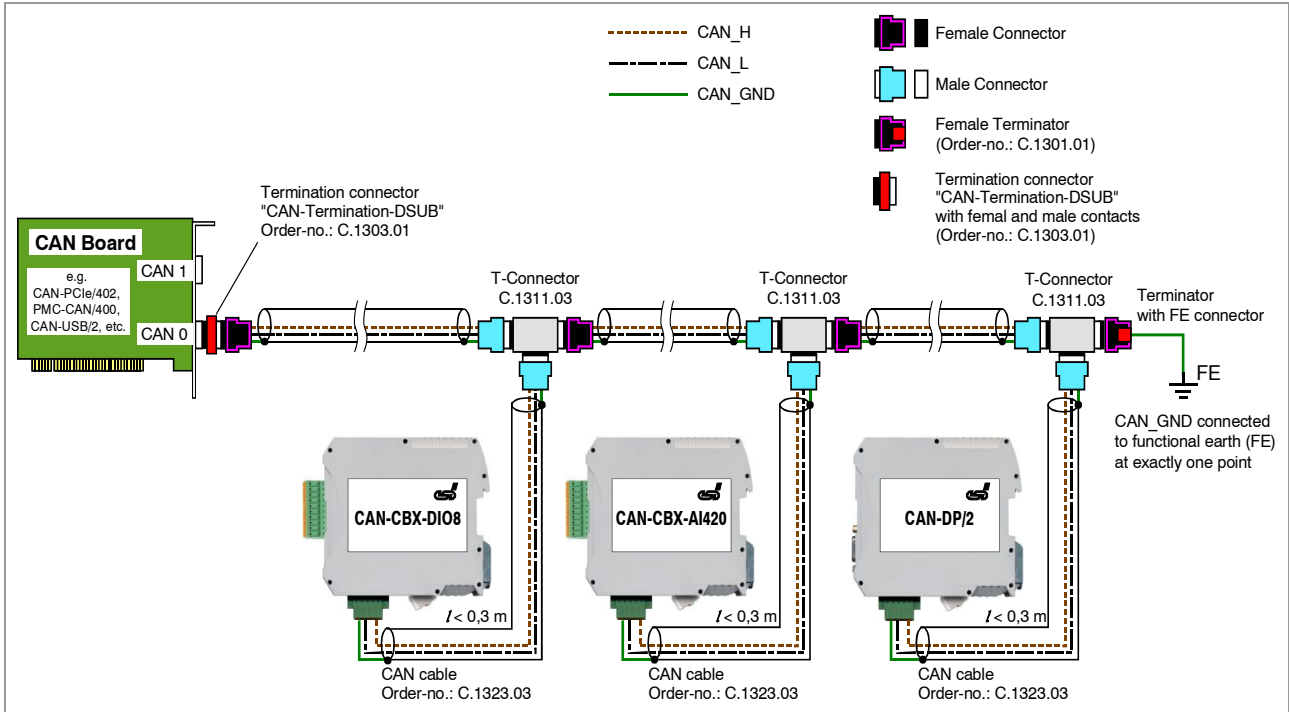 CAN_H
CAN_L
CAN_GND
Female Connector
Male Connector
Female Terminator
(Order-no.: C.1301.01)
Termination connector
"CAN-Termination-DSUB"
with femal and male contacts
(Order-no.: C.1303.01)
Termination connector
"CAN-Termination-DSUB"
Order-no.: C.1303.01
CAN Board
e.g.
CAN-PCIe/402,
PMC-CAN/400,
CAN-USB/2, etc.
CAN 1
CAN 0
T-Connector
C.1311.03
T-Connector
C.1311.03
T-Connector
C.1311.03
Terminator
with FE connector
FE
CAN_GND connected
to functional earth (FE)
at exactly one point
esd
CAN-CBX-DIO8
esd
CAN-CBX-AI420
esd
CAN-DP/2
l < 0,3 m
l < 0,3 m
l < 0,3 m
CAN cable
Order-no.: C.1323.03
CAN cable
Order-no.: C.1323.03
CAN cable
Order-no.: C.1323.03